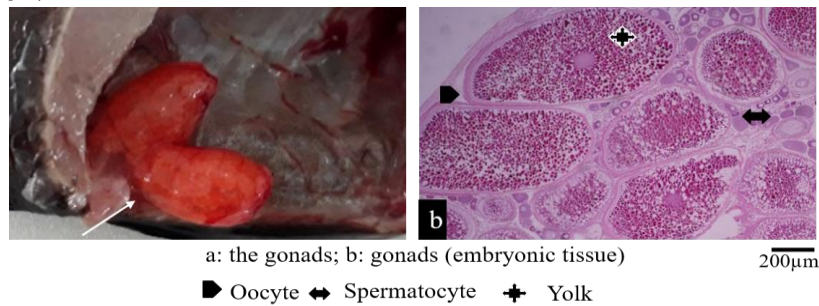 b
a: the gonads; b: gonads (embryonic tissue)
200μm
Oocyte Spermatocyte Yolk